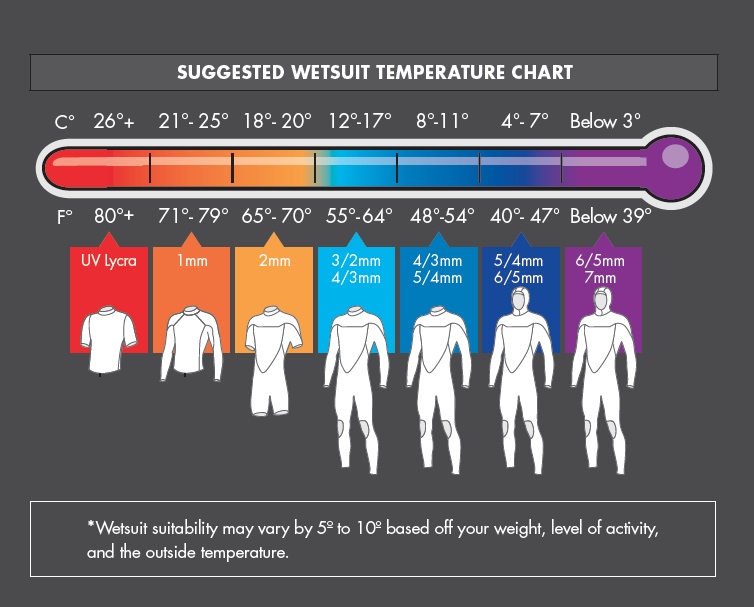 SUGGESTED WETSUIT TEMPERATURE CHART
C° 26°+ 21°- 25° 18°- 20° 12°-17° 8°-11° 4°- 7° Below 3°
F° 80°+ 71°- 79° 65°- 70° 55°-64° 48°-54° 40°- 47° Below 39°
UV Lycra 1mm 2mm 3/2mm 4/3mm 5/4mm 6/5mm
4/3mm 5/4mm 6/5mm 7mm
*Wetsuit suitability may vary by 5º to 10º based off your weight, level of activity,
and the outside temperature.